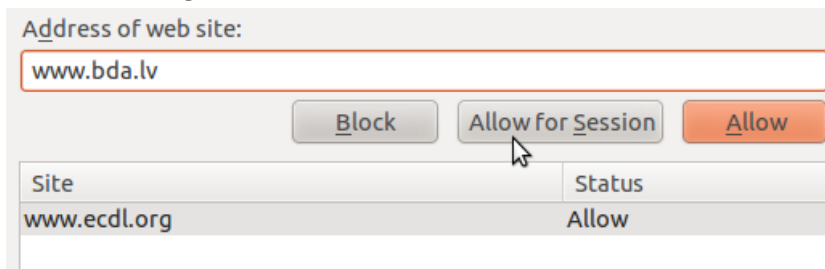 Address of web site:
www.bda.lv
Block Allow for Session Allow
Site Status
www.ecdl.org Allow